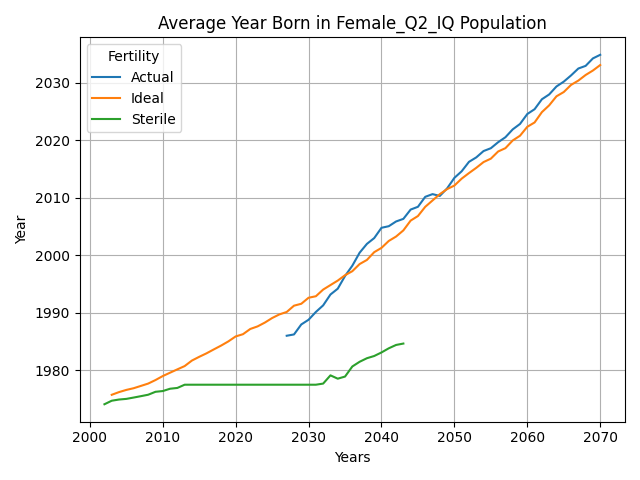 Average Year Born in Female_Q2_IQ Population
Fertility
Actual
Ideal
Sterile
Year
2030
2020
2010
2000
1990
1980
2000 2010 2020 2030 2040 2050 2060 2070
Years